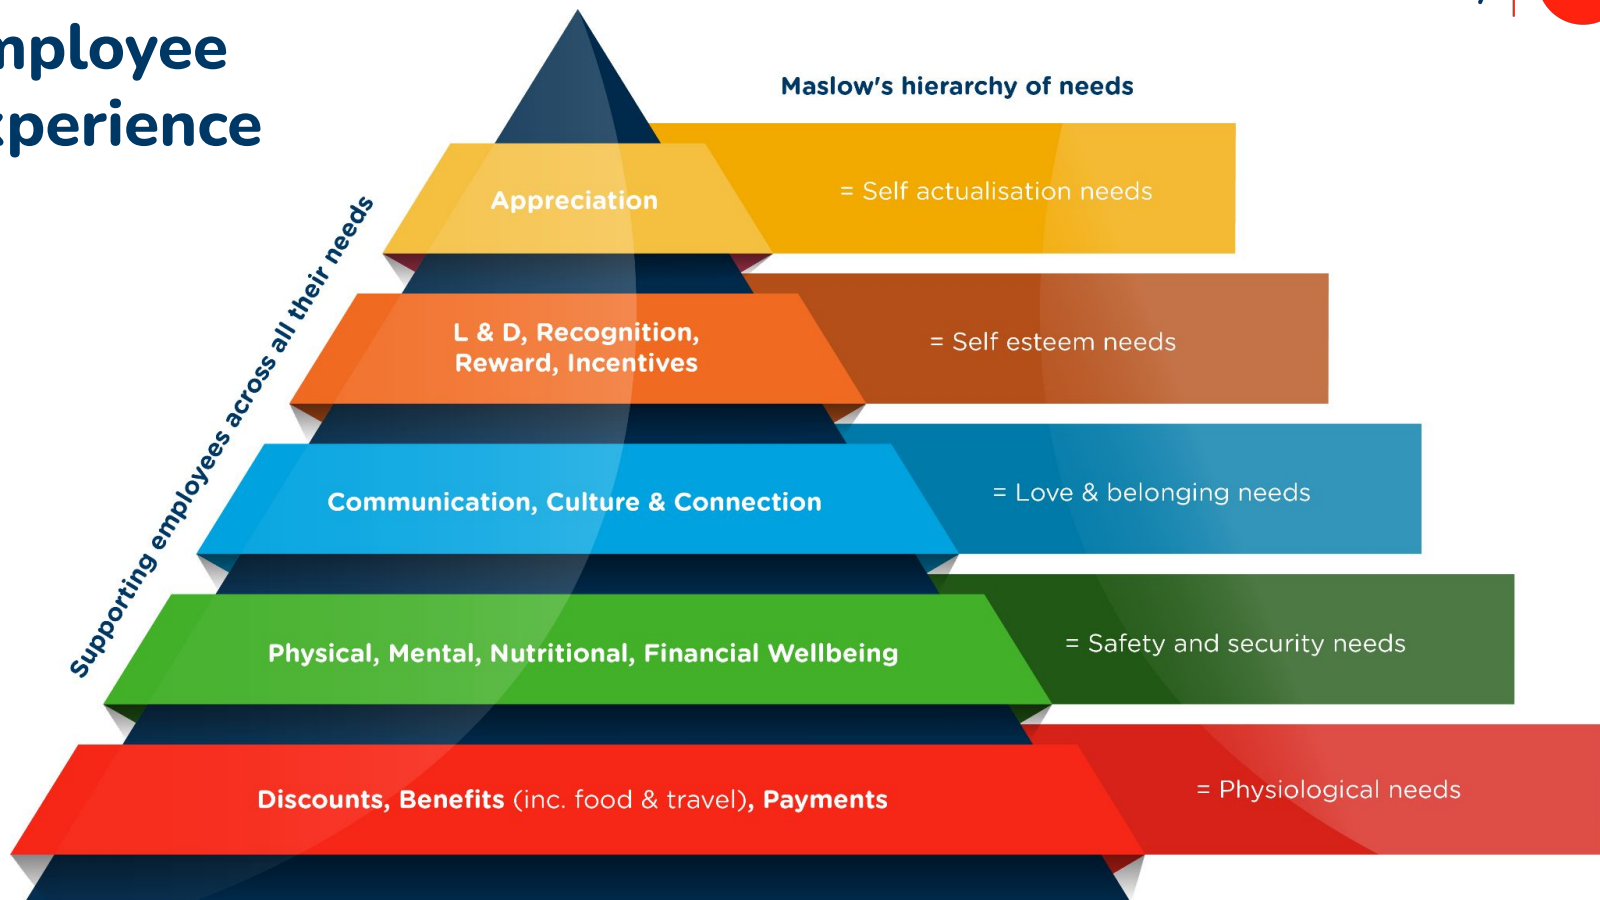 mployee
xperience
Maslow's hierarchy of needs
Supporting employees across all their needs
Appreciation
= Self actualisation needs
L & D, Recognition,
Reward, Incentives
= Self esteem needs
Communication, Culture & Connection
= Love & belonging needs
Physical, Mental, Nutritional, Financial Wellbeing
= Safety and security needs
Discounts, Benefits (inc. food & travel), Payments
= Physiological needs